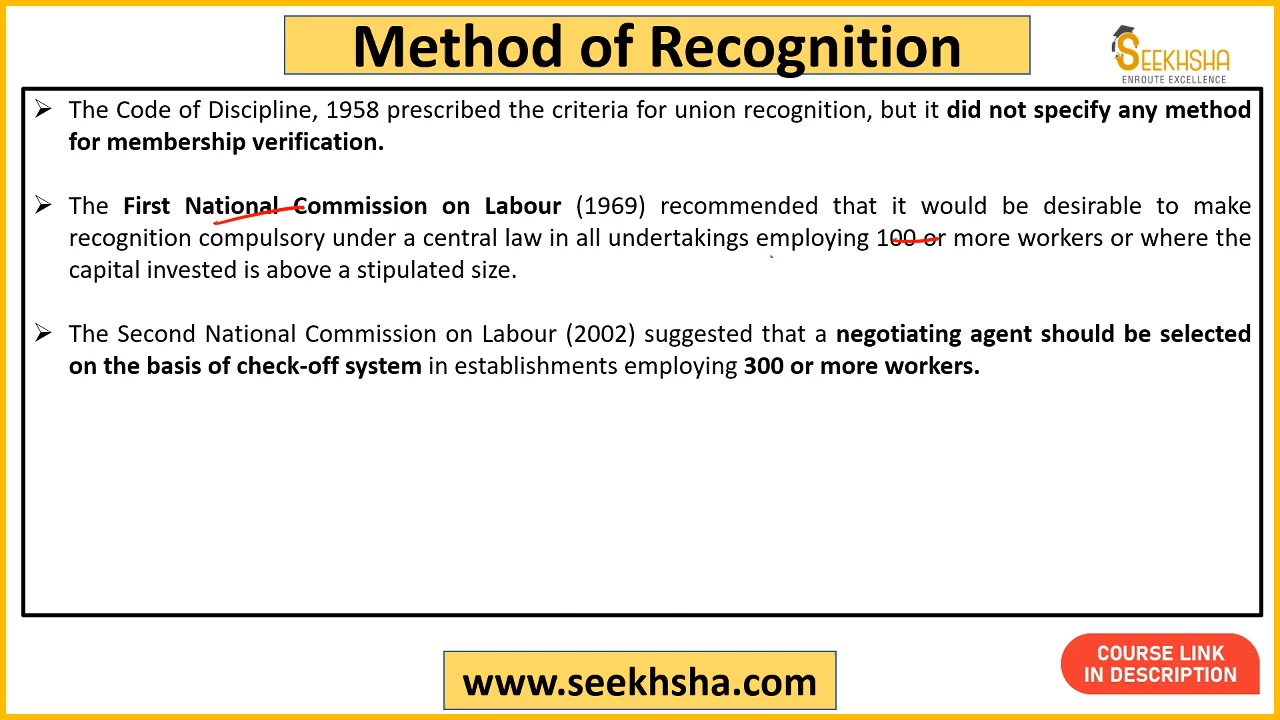 Method of Recognition
SEEKHSHA
ENROUTE EXCELLENCE
➢ The Code of Discipline, 1958 prescribed the criteria for union recognition, but it did not specify any method
for membership verification.
➢ The First National Commission on Labour (1969) recommended that it would be desirable to make
recognition compulsory under a central law in all undertakings employing 100 or more workers or where the
capital invested is above a stipulated size.
➢ The Second National Commission on Labour (2002) suggested that a negotiating agent should be selected
on the basis of check-off system in establishments employing 300 or more workers.
COURSE LINK
IN DESCRIPTION
www.seekhsha.com